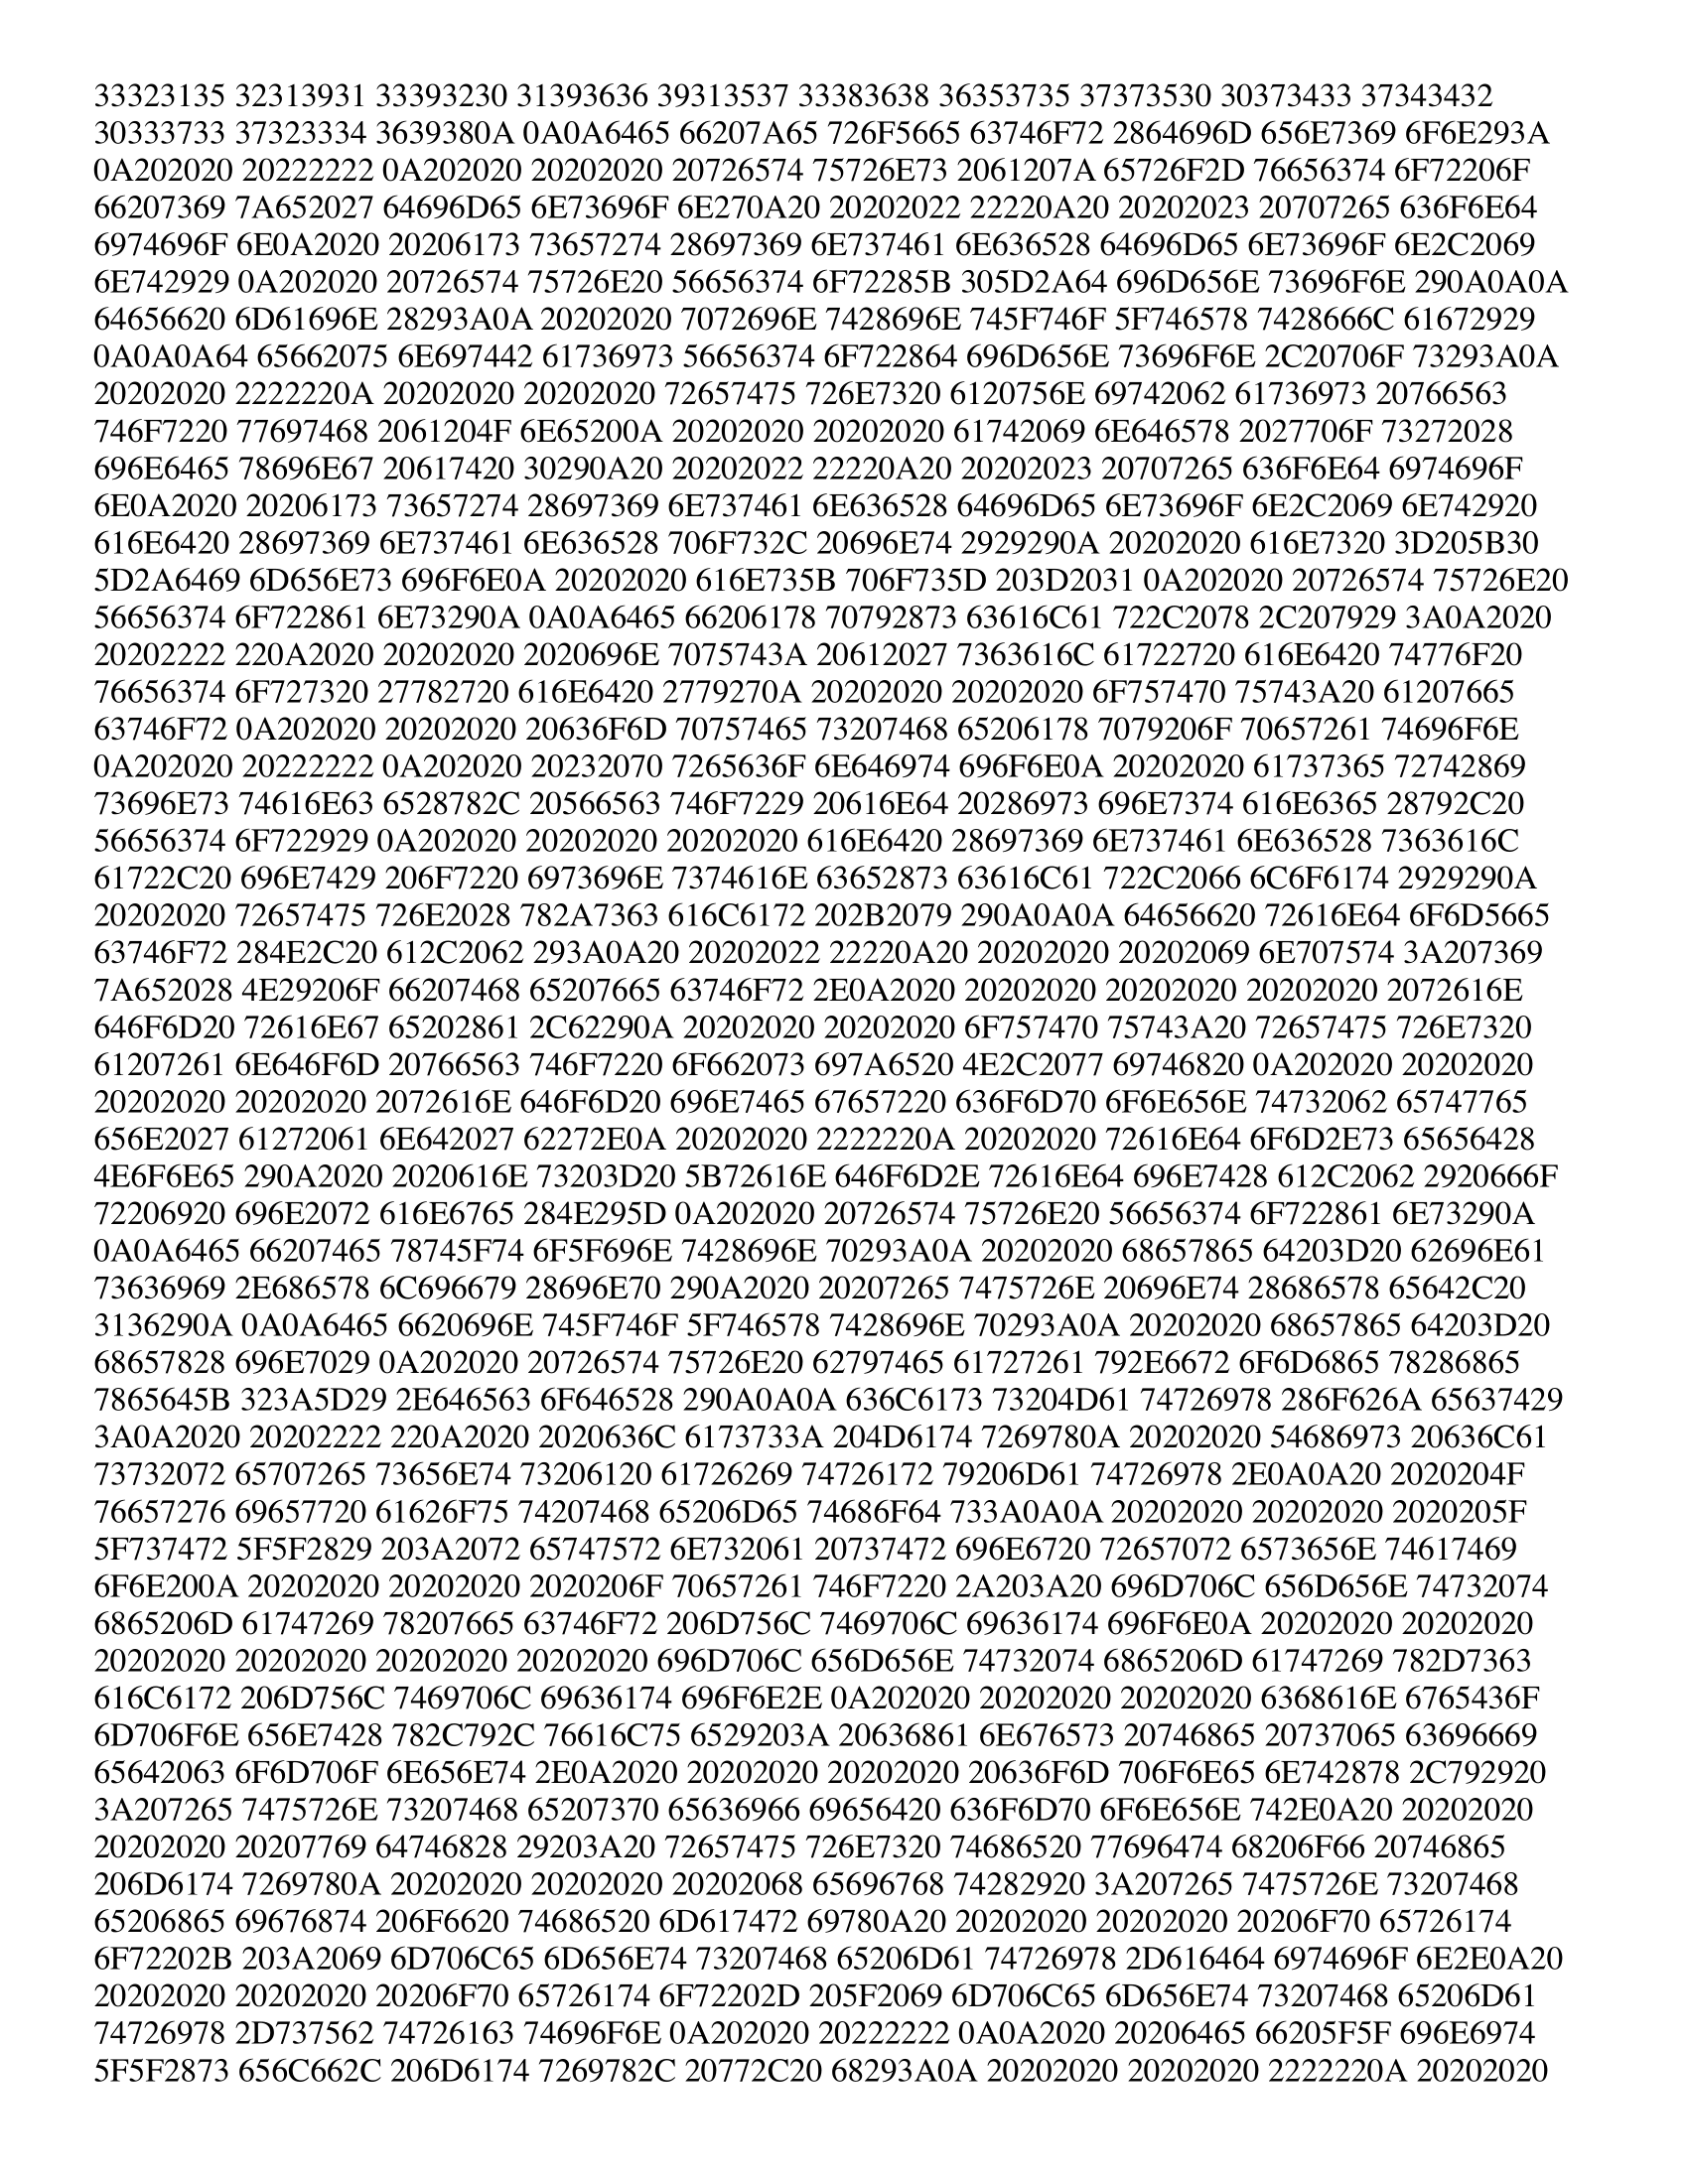 33323135 32313931 33393230 31393636 39313537 33383638 36353735 37373530 30373433 37343432
30333733 37323334 3639380A 0A0A6465 66207A65 726F5665 63746F72 2864696D 656E7369 6F6E293A
0A202020 20222222 0A202020 20202020 20726574 75726E73 2061207A 65726F2D 76656374 6F72206F
66207369 7A652027 64696D65 6E73696F 6E270A20 20202022 22220A20 20202023 20707265 636F6E64
6974696F 6E0A2020 20206173 73657274 28697369 6E737461 6E636528 64696D65 6E73696F 6E2C2069
6E742929 0A202020 20726574 75726E20 56656374 6F72285B 305D2A64 696D656E 73696F6E 290A0A0A
64656620 6D61696E 28293A0A 20202020 7072696E 7428696E 745F746F 5F746578 7428666C 61672929
0A0A0A64 65662075 6E697442 61736973 56656374 6F722864 696D656E 73696F6E 2C20706F 73293A0A
20202020 2222220A 20202020 20202020 72657475 726E7320 6120756E 69742062 61736973 20766563
746F7220 77697468 2061204F 6E65200A 20202020 20202020 61742069 6E646578 2027706F 73272028
696E6465 78696E67 20617420 30290A20 20202022 22220A20 20202023 20707265 636F6E64 6974696F
6E0A2020 20206173 73657274 28697369 6E737461 6E636528 64696D65 6E73696F 6E2C2069 6E742920
616E6420 28697369 6E737461 6E636528 706F732C 20696E74 2929290A 20202020 616E7320 3D205B30
5D2A6469 6D656E73 696F6E0A 20202020 616E735B 706F735D 203D2031 0A202020 20726574 75726E20
56656374 6F722861 6E73290A 0A0A6465 66206178 70792873 63616C61 722C2078 2C207929 3A0A2020
20202222 220A2020 20202020 2020696E 7075743A 20612027 7363616C 61722720 616E6420 74776F20
76656374 6F727320 27782720 616E6420 2779270A 20202020 20202020 6F757470 75743A20 61207665
63746F72 0A202020 20202020 20636F6D 70757465 73207468 65206178 7079206F 70657261 74696F6E
0A202020 20222222 0A202020 20232070 7265636F 6E646974 696F6E0A 20202020 61737365 72742869
73696E73 74616E63 6528782C 20566563 746F7229 20616E64 20286973 696E7374 616E6365 28792C20
56656374 6F722929 0A202020 20202020 20202020 616E6420 28697369 6E737461 6E636528 7363616C
61722C20 696E7429 206F7220 6973696E 7374616E 63652873 63616C61 722C2066 6C6F6174 2929290A
20202020 72657475 726E2028 782A7363 616C6172 202B2079 290A0A0A 64656620 72616E64 6F6D5665
63746F72 284E2C20 612C2062 293A0A20 20202022 22220A20 20202020 20202069 6E707574 3A207369
7A652028 4E29206F 66207468 65207665 63746F72 2E0A2020 20202020 20202020 20202020 2072616E
646F6D20 72616E67 65202861 2C62290A 20202020 20202020 6F757470 75743A20 72657475 726E7320
61207261 6E646F6D 20766563 746F7220 6F662073 697A6520 4E2C2077 69746820 0A202020 20202020
20202020 20202020 2072616E 646F6D20 696E7465 67657220 636F6D70 6F6E656E 74732062 65747765
656E2027 61272061 6E642027 62272E0A 20202020 2222220A 20202020 72616E64 6F6D2E73 65656428
4E6F6E65 290A2020 2020616E 73203D20 5B72616E 646F6D2E 72616E64 696E7428 612C2062 2920666F
72206920 696E2072 616E6765 284E295D 0A202020 20726574 75726E20 56656374 6F722861 6E73290A
0A0A6465 66207465 78745F74 6F5F696E 7428696E 70293A0A 20202020 68657865 64203D20 62696E61
73636969 2E686578 6C696679 28696E70 290A2020 20207265 7475726E 20696E74 28686578 65642C20
3136290A 0A0A6465 6620696E 745F746F 5F746578 7428696E 70293A0A 20202020 68657865 64203D20
68657828 696E7029 0A202020 20726574 75726E20 62797465 61727261 792E6672 6F6D6865 78286865
7865645B 323A5D29 2E646563 6F646528 290A0A0A 636C6173 73204D61 74726978 286F626A 65637429
3A0A2020 20202222 220A2020 2020636C 6173733A 204D6174 7269780A 20202020 54686973 20636C61
73732072 65707265 73656E74 73206120 61726269 74726172 79206D61 74726978 2E0A0A20 2020204F
76657276 69657720 61626F75 74207468 65206D65 74686F64 733A0A0A 20202020 20202020 2020205F
5F737472 5F5F2829 203A2072 65747572 6E732061 20737472 696E6720 72657072 6573656E 74617469
6F6E200A 20202020 20202020 2020206F 70657261 746F7220 2A203A20 696D706C 656D656E 74732074
6865206D 61747269 78207665 63746F72 206D756C 7469706C 69636174 696F6E0A 20202020 20202020
20202020 20202020 20202020 20202020 696D706C 656D656E 74732074 6865206D 61747269 782D7363
616C6172 206D756C 7469706C 69636174 696F6E2E 0A202020 20202020 20202020 6368616E 6765436F
6D706F6E 656E7428 782C792C 76616C75 6529203A 20636861 6E676573 20746865 20737065 63696669
65642063 6F6D706F 6E656E74 2E0A2020 20202020 20202020 20636F6D 706F6E65 6E742878 2C792920
3A207265 7475726E 73207468 65207370 65636966 69656420 636F6D70 6F6E656E 742E0A20 20202020
20202020 20207769 64746828 29203A20 72657475 726E7320 74686520 77696474 68206F66 20746865
206D6174 7269780A 20202020 20202020 20202068 65696768 74282920 3A207265 7475726E 73207468
65206865 69676874 206F6620 74686520 6D617472 69780A20 20202020 20202020 20206F70 65726174
6F72202B 203A2069 6D706C65 6D656E74 73207468 65206D61 74726978 2D616464 6974696F 6E2E0A20
20202020 20202020 20206F70 65726174 6F72202D 205F2069 6D706C65 6D656E74 73207468 65206D61
74726978 2D737562 74726163 74696F6E 0A202020 20222222 0A0A2020 20206465 66205F5F 696E6974
5F5F2873 656C662C 206D6174 7269782C 20772C20 68293A0A 20202020 20202020 2222220A 20202020